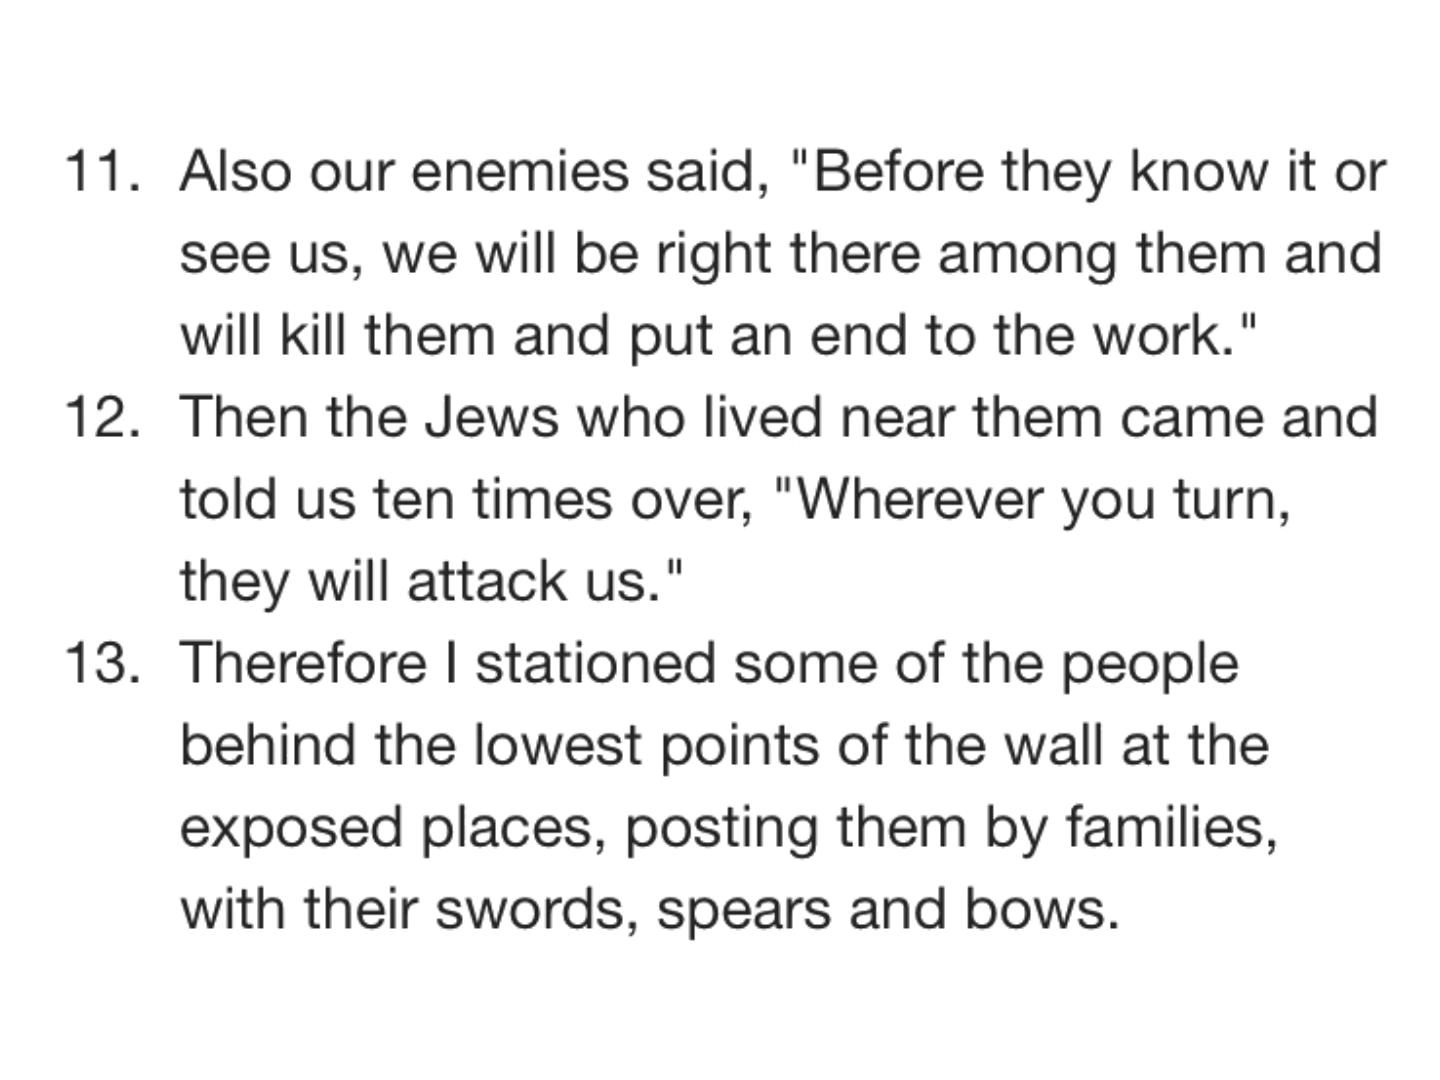 11. Also our enemies said, "Before they know it or
see us, we will be right there among them and
will kill them and put an end to the work."
12. Then the Jews who lived near them came and
told us ten times over, "Wherever you turn,
they will attack us."
13. Therefore I stationed some of the people
behind the lowest points of the wall at the
exposed places, posting them by families,
with their swords, spears and bows.